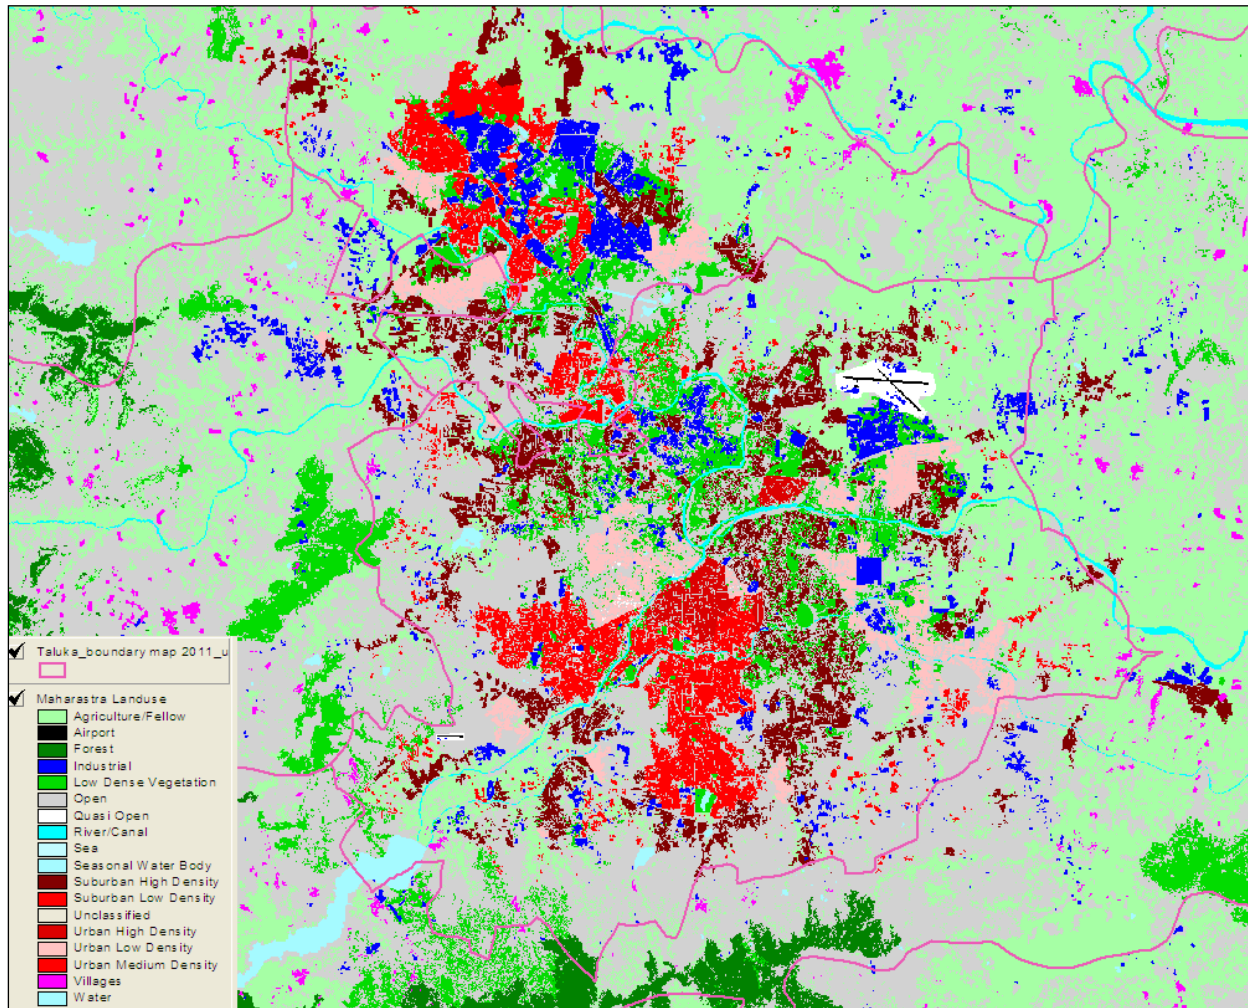 Taluka_boundary map 2011_u
Maharastra Landuse
Agriculture/Fellow
Airport
Forest
Industrial
Low Dense Vegetation
Open
Quasi Open
River/Canal
Sea
Seasonal Water Body
Suburban High Density
Suburban Low Density
Unclassified
Urban High Density
Urban Low Density
Urban Medium Density
Villages
Water